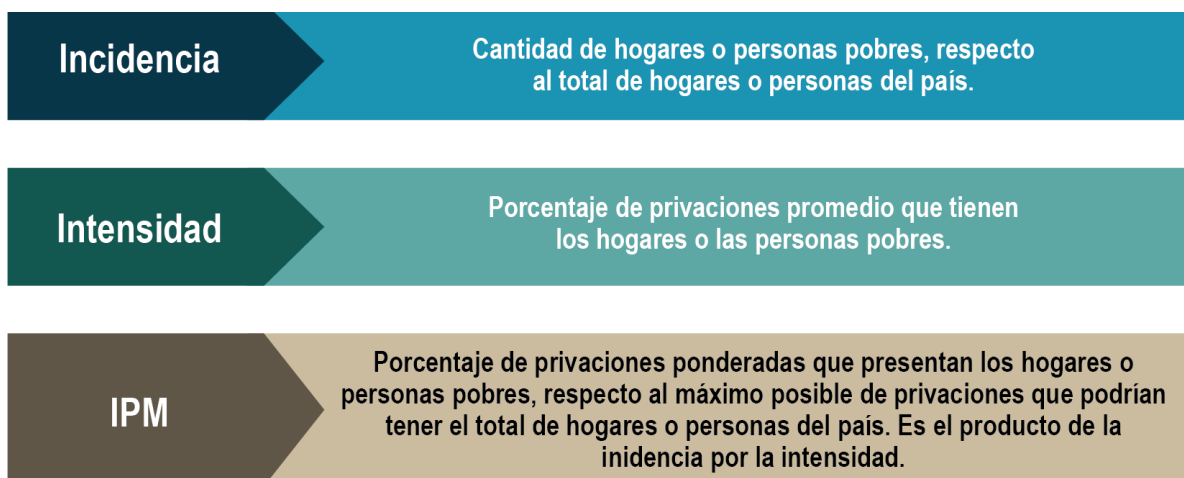 Incidencia
Cantidad de hogares o personas pobres, respecto
al total de hogares o personas del país.
Intensidad
Porcentaje de privaciones promedio que tienen
los hogares o las personas pobres.
IPM
Porcentaje de privaciones ponderadas que presentan los hogares o
personas pobres, respecto al máximo posible de privaciones que podrían
tener el total de hogares o personas del país. Es el producto de la
inidencia por la intensidad.